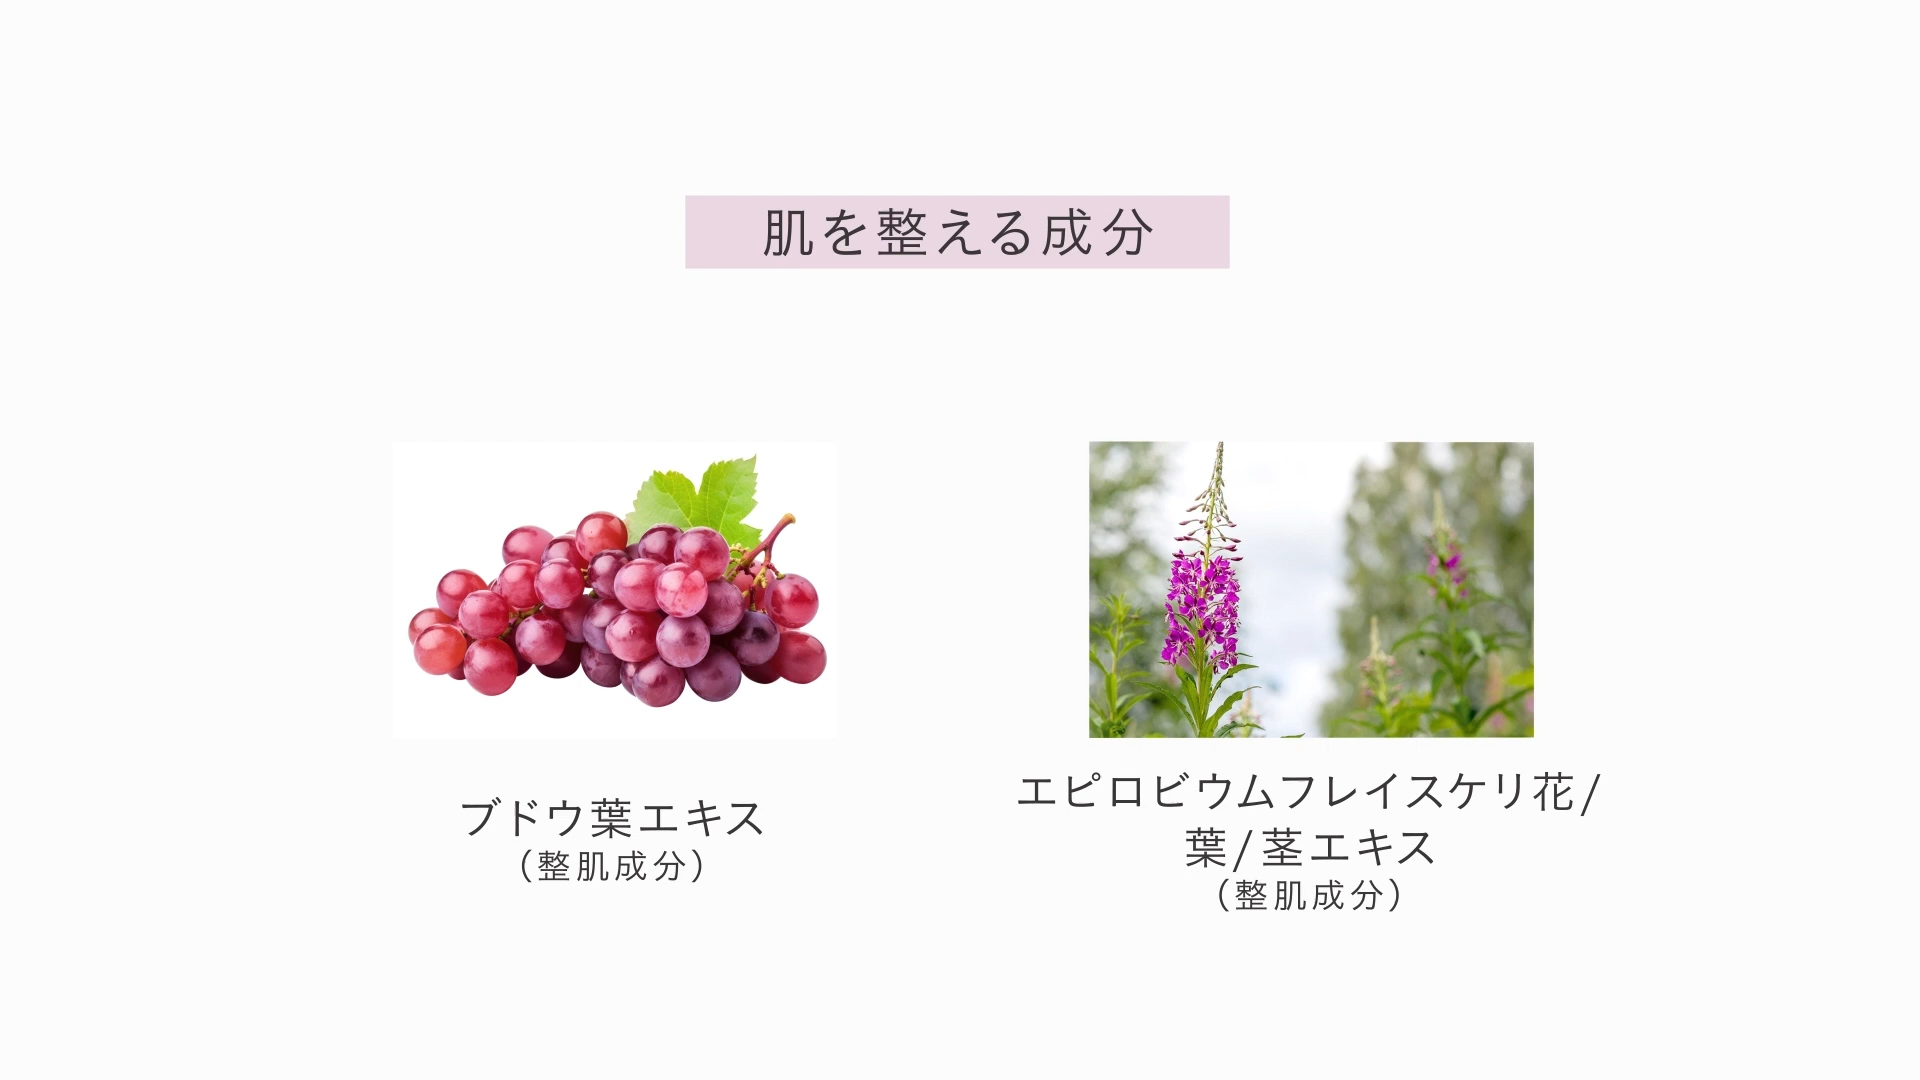 肌を整える成分
ブドウ葉エキス
（整肌成分）
エピロビウムフレイスケリ花/
葉/茎エキス
（整肌成分）